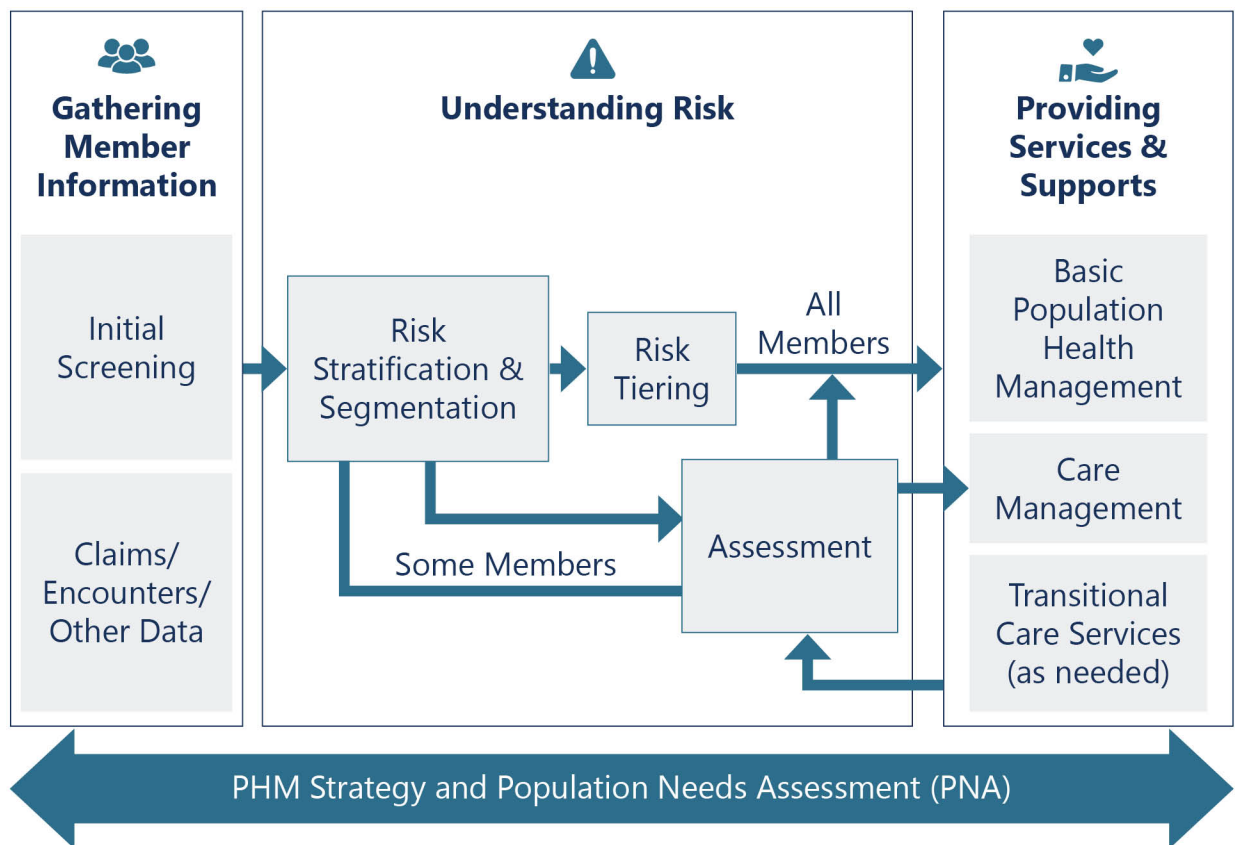 Gathering
Member
Information
Initial
Screening
Claims/
Encounters/
Other Data
Understanding Risk
Risk
Stratification &
Segmentation
Risk
Tiering
All
Members
Some Members
Assessment
Providing
Services &
Supports
Basic
Population
Health
Management
Care
Management
Transitional
Care Services
(as needed)
PHM Strategy and Population Needs Assessment (PNA)